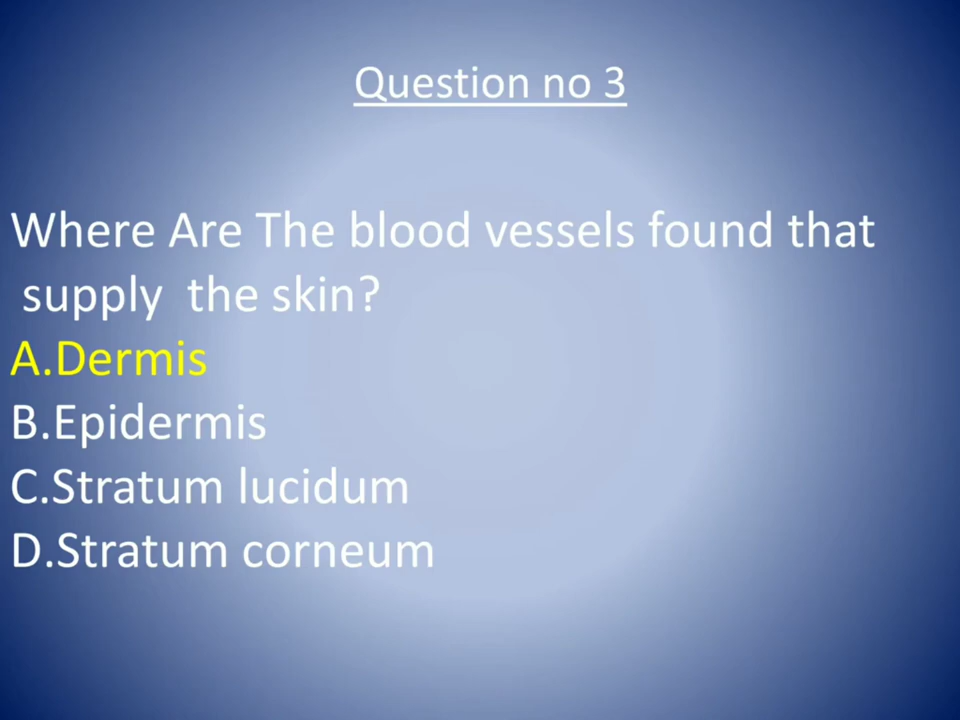 Question no 3
Where Are The blood vessels found that
supply  the skin?
A.Dermis
B.Epidermis
C.Stratum lucidum
D.Stratum corneum